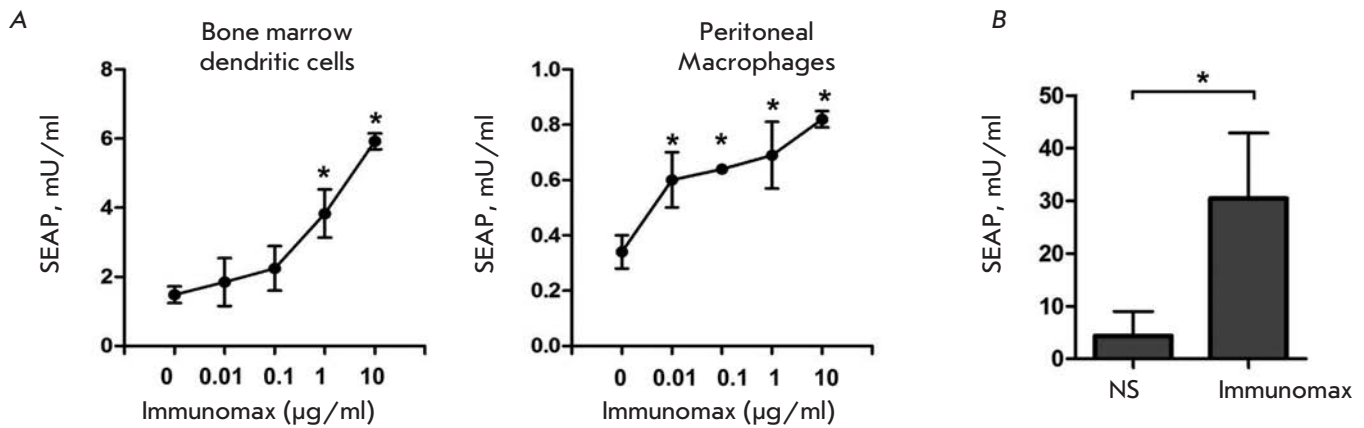 A
Bone marrow
dendritic cells
SEAP, mU/ml
8
6
4
2
0
*
*
0 0.01 0.1 1 10
Immunomax (µg/ml)
Peritoneal
Macrophages
SEAP, mU/ml
1.0
0.8
0.6
0.4
0.2
0.0
* * * *
0 0.01 0.1 1 10
Immunomax (µg/ml)
B
*
SEAP, mU/ml
50
40
30
20
10
0
NS Immunomax